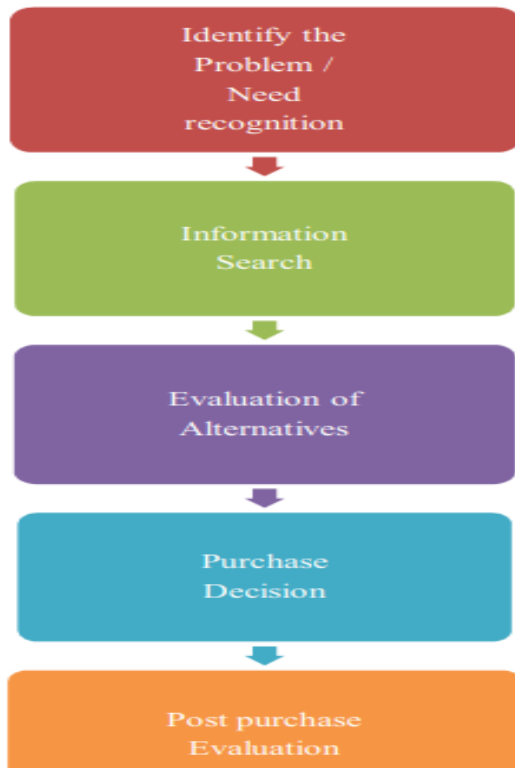 Identify the
Problem /
Need
recognition
Information
Search
Evaluation of
Alternatives
Purchase
Decision
Post purchase
Evaluation